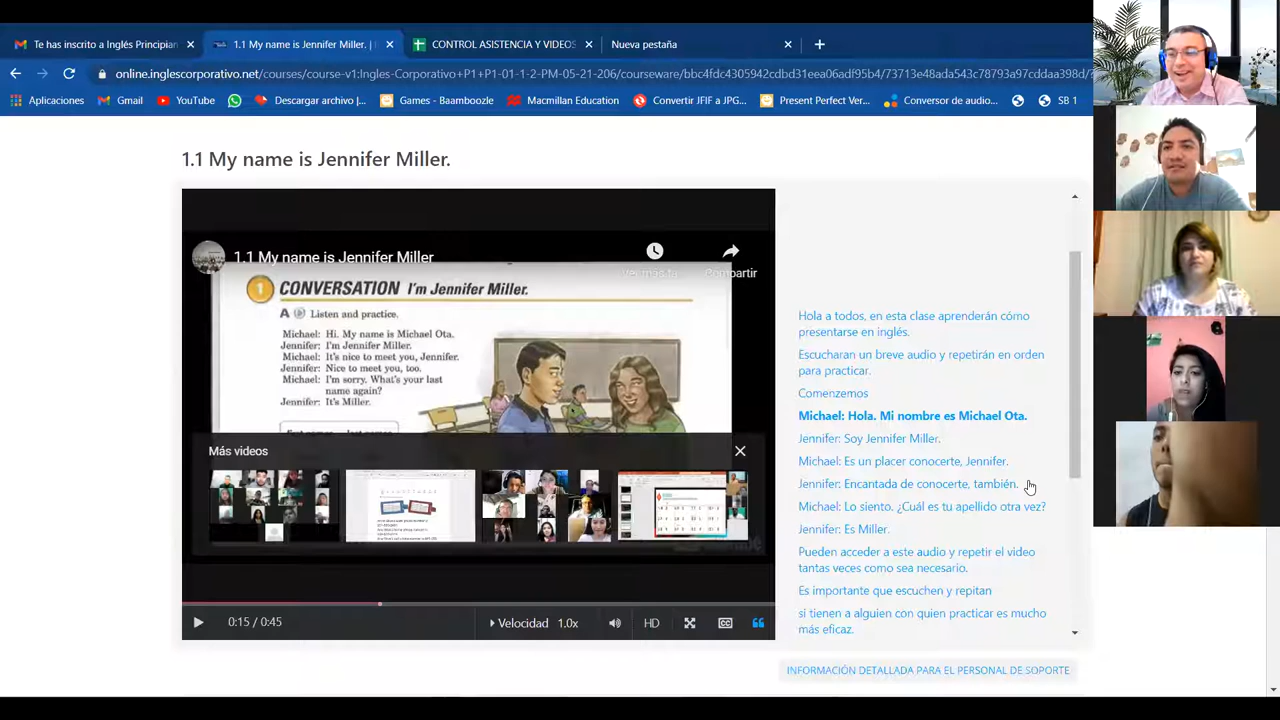 Te has inscrito a Inglés Principian
1.1 My name is Jennifer Miller. |
CONTROL ASISTENCIA Y VIDEOS
Nueva pestaña
online.inglescorporativo.net/courses/course-v1:Ingles-Corporativo+P1+P1-01-1-2-PM-05-21-206/courseware/bbc4fdc4305942cdbd31eea06adf95b4/73713e48ada543c78793a97cddaa398d/
Aplicaciones
Gmail
YouTube
Descargar archivo |...
Games - Baamboozle
Macmillan Education
Convertir JFIF a JPG...
Present Perfect Ver...
Conversor de audio...
SB 1
1.1 My name is Jennifer Miller.
1.1 My name is Jennifer Miller
Compartir
1 CONVERSATION I'm Jennifer Miller.
A Listen and practice.
Michael: Hi. My name is Michael Ota.
Jennifer: I'm Jennifer Miller.
Michael: It's nice to meet you, Jennifer.
Jennifer: Nice to meet you, too.
Michael: I'm sorry. What's your last
name again?
Jennifer: It's Miller.
Más videos
0:15 / 0:45
Velocidad 1.0x
HD
CC
Hola a todos, en esta clase aprenderán cómo
presentarse en inglés.
Escucharan un breve audio y repetirán en orden
para practicar.
Comenzemos
Michael: Hola. Mi nombre es Michael Ota.
Jennifer: Soy Jennifer Miller.
Michael: Es un placer conocerte, Jennifer.
Jennifer: Encantada de conocerte, también.
Michael: Lo siento. ¿Cuál es tu apellido otra vez?
Jennifer: Es Miller.
Pueden acceder a este audio y repetir el video
tantas veces como sea necesario.
Es importante que escuchen y repitan
si tienen a alguien con quien practicar es mucho
más eficaz.
INFORMACIÓN DETALLADA PARA EL PERSONAL DE SOPORTE